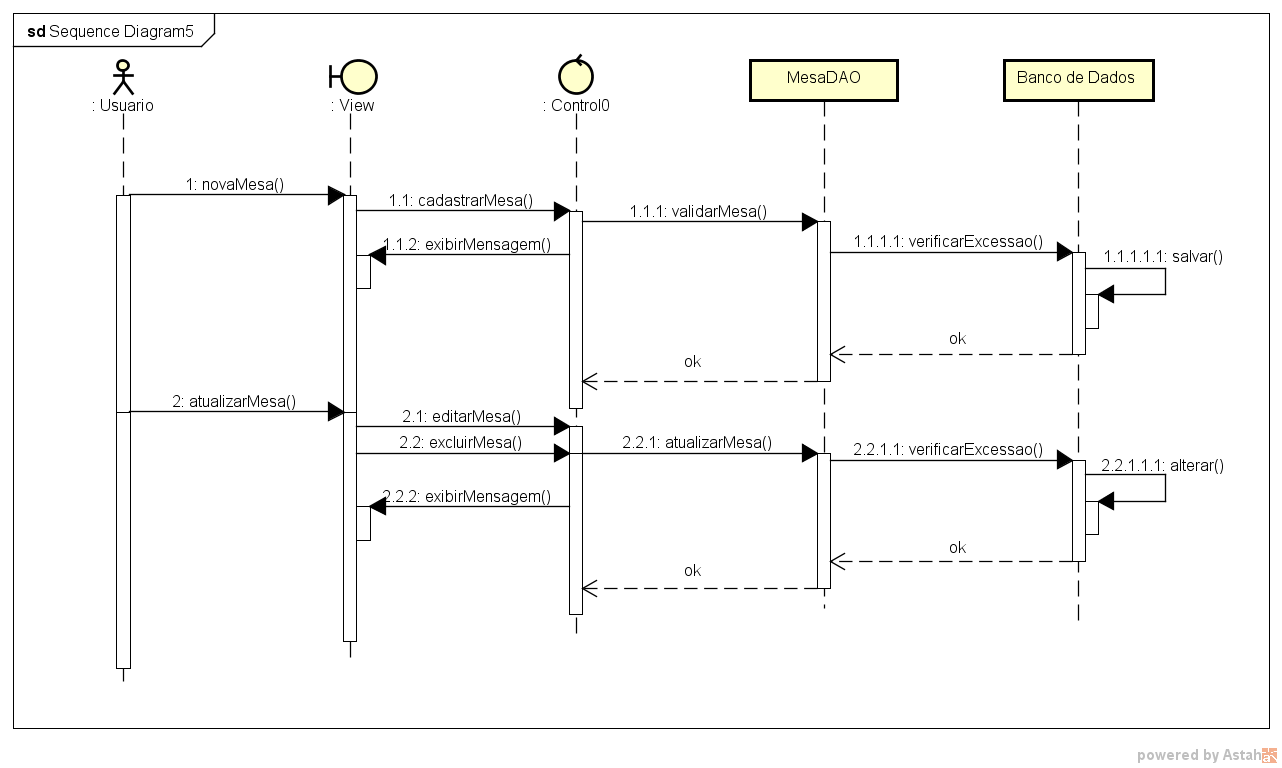 sd Sequence Diagram5
: Usuario
: View
: Control0
MesaDAO
Banco de Dados
1: novaMesa()
1.1: cadastrarMesa()
1.1.1: validarMesa()
1.1.2: exibirMensagem()
1.1.1.1: verificarExcessao()
1.1.1.1.1: salvar()
ok
ok
2: atualizarMesa()
2.1: editarMesa()
2.2: excluirMesa()
2.2.1: atualizarMesa()
2.2.1.1: verificarExcessao()
2.2.1.1.1: alterar()
2.2.2: exibirMensagem()
ok
ok
powered by Astah